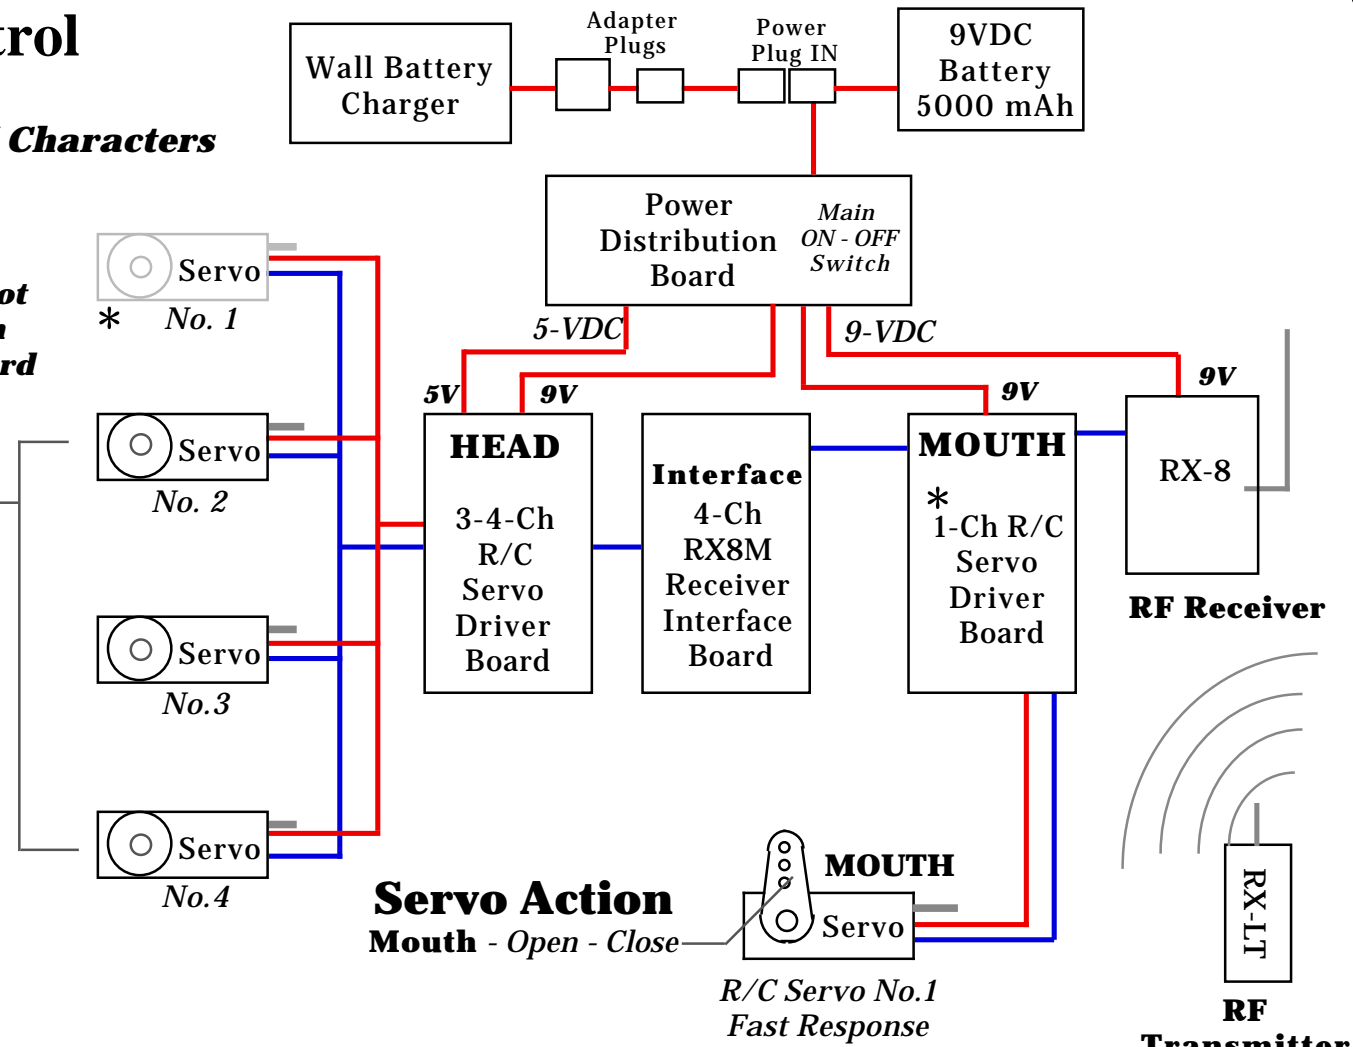 trol
Characters
Wall Battery
Charger
Adapter
Plugs
Power
Plug IN
9VDC
Battery
5000 mAh
Power
Distribution
Board
Main
ON - OFF
Switch
5-VDC
9-VDC
Servo
* No. 1
ot
n
rd
Servo
No. 2
Servo
No.3
Servo
No.4
5V
9V
HEAD
3-4-Ch
R/C
Servo
Driver
Board
Interface
4-Ch
RX8M
Receiver
Interface
Board
9V
MOUTH
*
1-Ch R/C
Servo
Driver
Board
9V
RX-8
RF Receiver
Servo Action
Mouth - Open - Close
MOUTH
Servo
R/C Servo No.1
Fast Response
RX-LT
RF
Transmitter